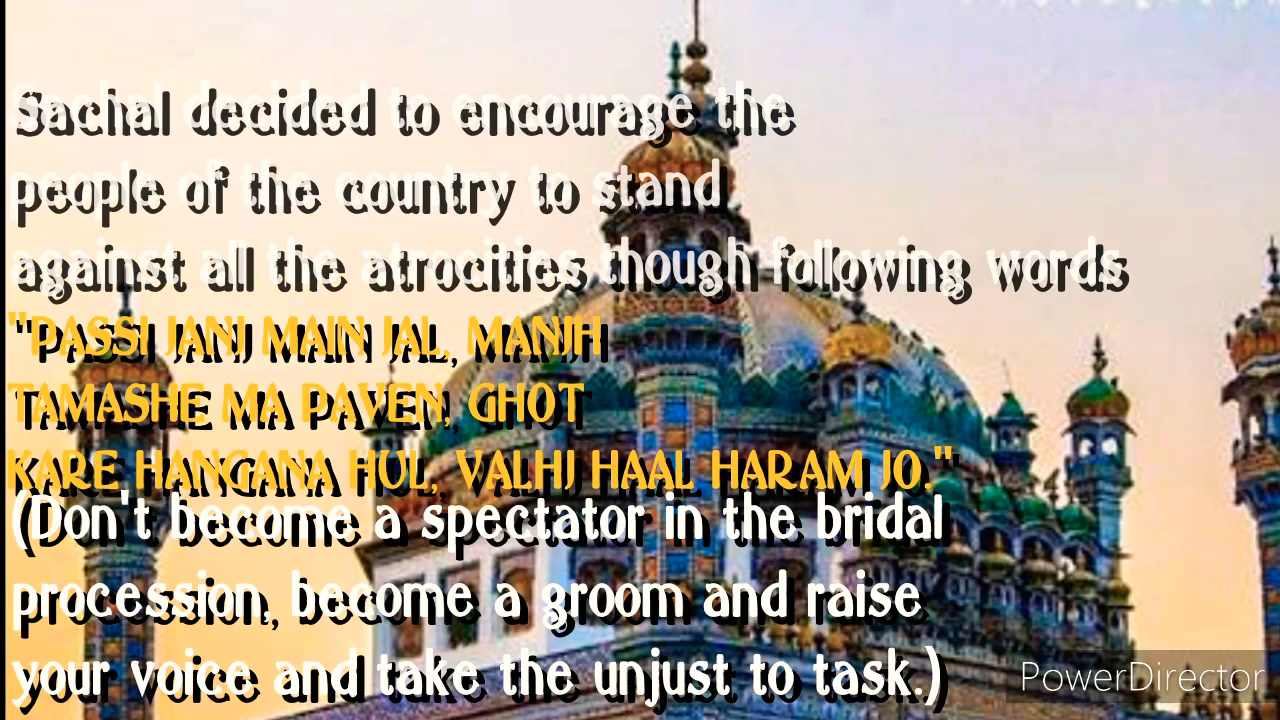 Sachal decided to encourage the
people of the country to stand
against all the atrocities though following words
"PASSI JANJ MAIN JAL, MANJH
TAMASHE MA PAVEN, GHOT
KARE HANGANA HUL, VALHJ HAAL HARAM JO."
(Don't become a spectator in the bridal
procession, become a groom and raise
your voice and take the unjust to task.)
PowerDirector